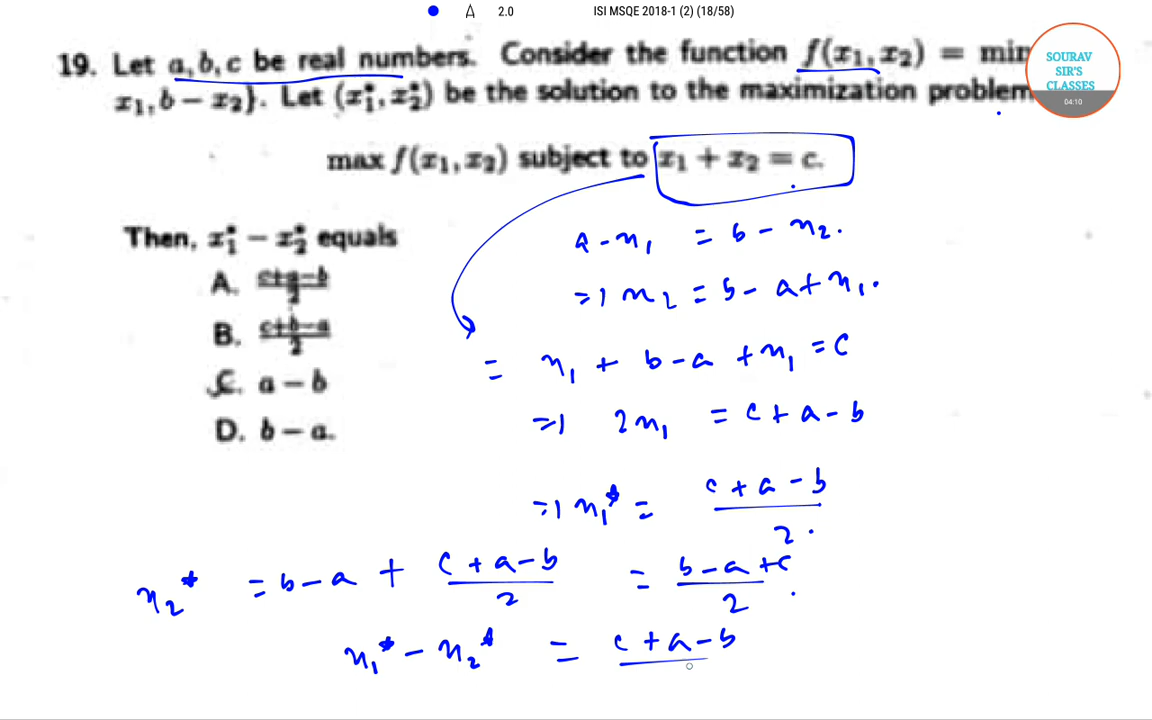 2.0 ISI MSQE 2018-1 (2) (18/58)
19. Let a, b, c be real numbers. Consider the function f(x₁, x₂) = min
x₁, b − x₂}. Let (x₁*, x₂*) be the solution to the maximization problem
SOURAV
SIR'S
CLASSES
04:10
max f(x₁, x₂) subject to x₁ + x₂ = c.
Then, x₁* − x₂* equals
A. (c+a−b)/2
B. (c+b−a)/2
C. a − b
D. b − a.
a - x₁ = b - x₂.
=> x₂ = b - a + x₁.
= x₁ + b - a + x₁ = c
=> 2x₁ = c + a - b
=> x₁* = (c + a - b)/2.
x₂* = b - a + (c + a - b)/2 = (b - a + c)/2.
x₁* - x₂* = c + a - b